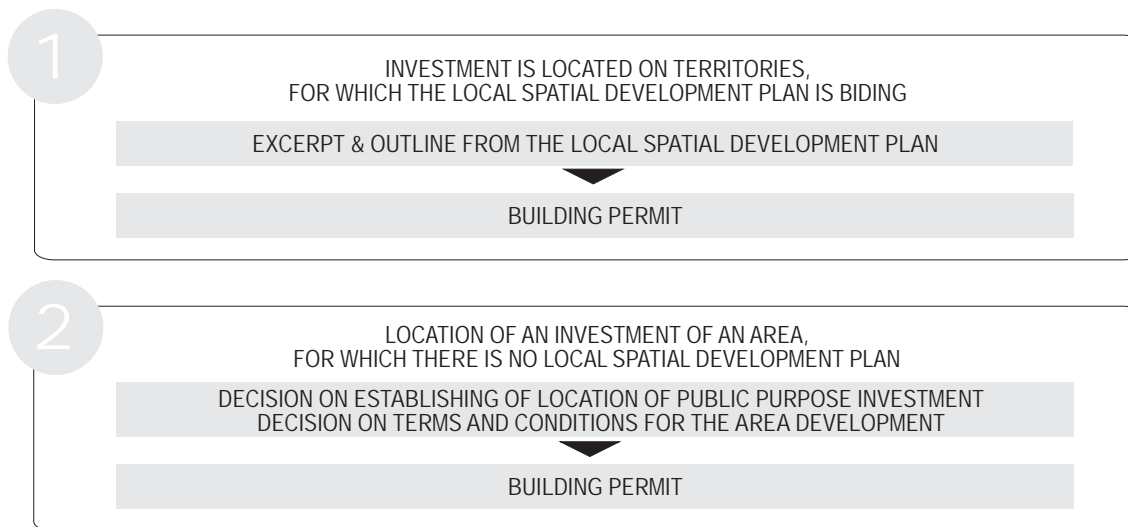 1
INVESTMENT IS LOCATED ON TERRITORIES,
FOR WHICH THE LOCAL SPATIAL DEVELOPMENT PLAN IS BIDING
EXCERPT & OUTLINE FROM THE LOCAL SPATIAL DEVELOPMENT PLAN
BUILDING PERMIT
2
LOCATION OF AN INVESTMENT OF AN AREA,
FOR WHICH THERE IS NO LOCAL SPATIAL DEVELOPMENT PLAN
DECISION ON ESTABLISHING OF LOCATION OF PUBLIC PURPOSE INVESTMENT
DECISION ON TERMS AND CONDITIONS FOR THE AREA DEVELOPMENT
BUILDING PERMIT